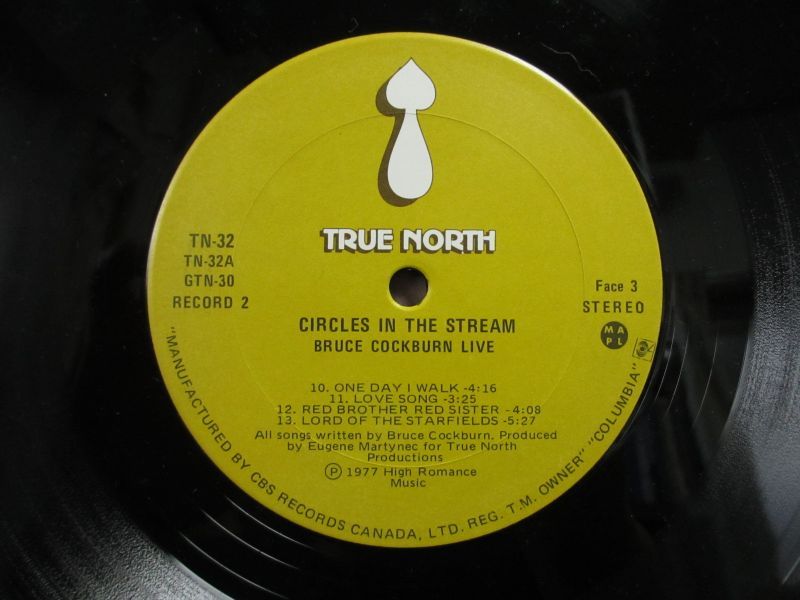 TRUE NORTH
TN-32
TN-32A
GTN-30
RECORD 2
Face 3
STEREO
M A
P L
CIRCLES IN THE STREAM
BRUCE COCKBURN LIVE
10. ONE DAY I WALK -4:16
11. LOVE SONG -3:25
12. RED BROTHER RED SISTER -4:08
13. LORD OF THE STARFIELDS -5:27
All songs written by Bruce Cockburn. Produced
by Eugene Martynec for True North
Productions
℗ 1977 High Romance
Music
"MANUFACTURED BY CBS RECORDS CANADA, LTD. REG. T.M. OWNER" "COLUMBIA"